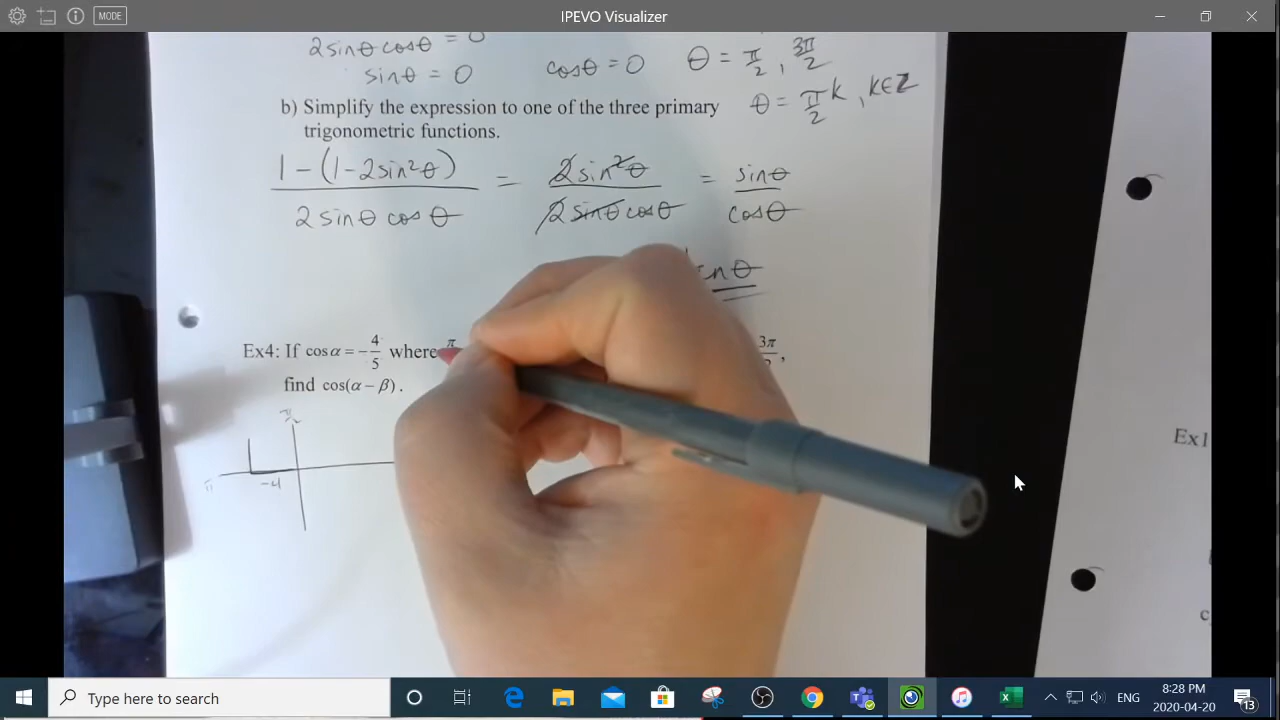 IPEVO Visualizer
MODE
2sinθcosθ = 0
sinθ = 0 cosθ = 0 θ = π/2, 3π/2
θ = π/2 k, k∈Z
b) Simplify the expression to one of the three primary
trigonometric functions.
1 - (1 - 2sin²θ) / 2 sinθ cosθ = 2sin²θ / 2 sinθ cosθ = sinθ / cosθ
Ex4: If cosα = -4/5 where π 3π ,
find cos(α - β).
π/2
π -4
Ex1
Type here to search
ENG
8:28 PM
2020-04-20
13